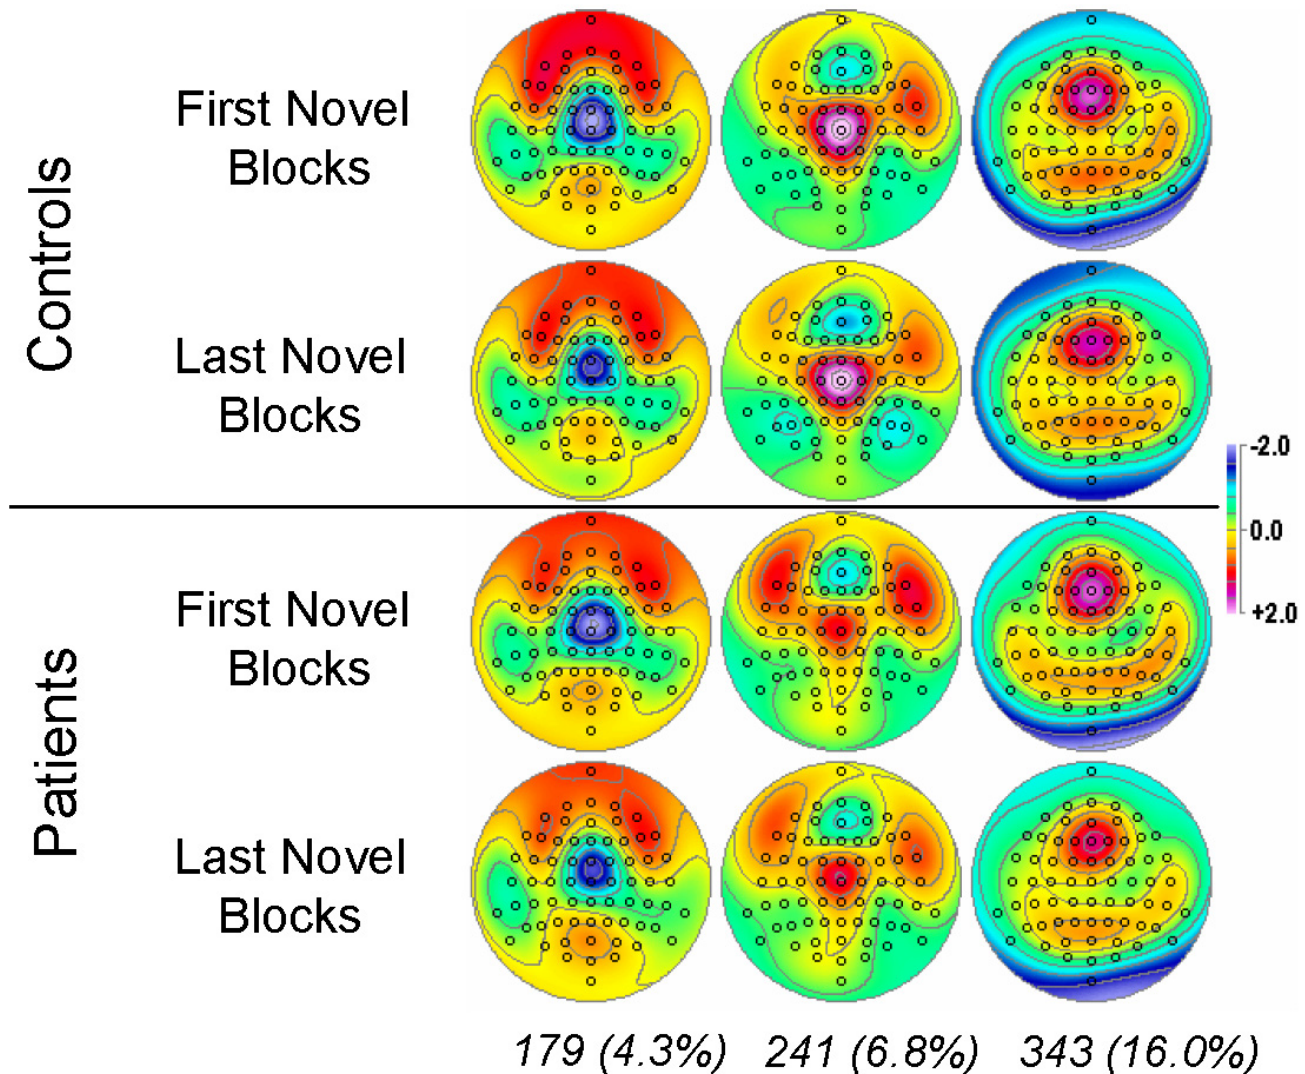 Controls
First Novel
Blocks
Last Novel
Blocks
-2.0
0.0
+2.0
Patients
First Novel
Blocks
Last Novel
Blocks
179 (4.3%) 241 (6.8%) 343 (16.0%)